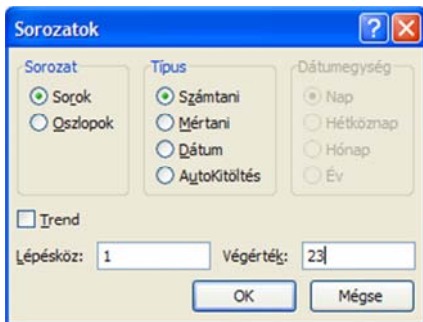 Sorozatok
Sorozat
Sorok
Oszlopok
Típus
Számtani
Mértani
Dátum
AutoKitöltés
Dátumegység
Nap
Hétköznap
Hónap
Év
Trend
Lépésköz: 1
Végérték: 23
OK
Mégse